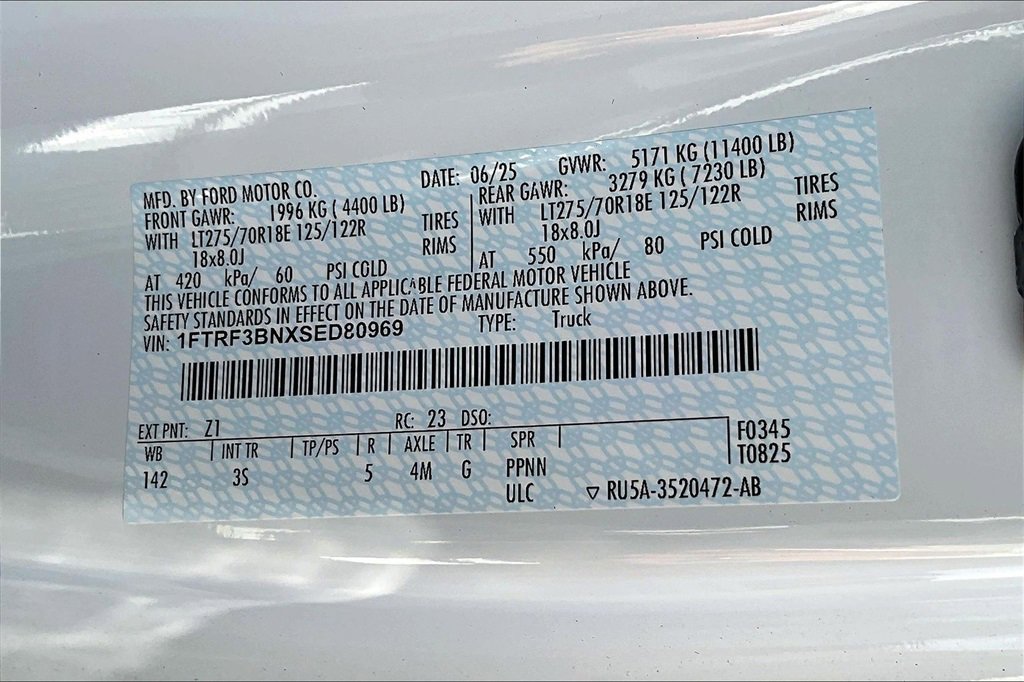 MFD. BY FORD MOTOR CO. DATE: 06/25 GVWR: 5171 KG (11400 LB)
FRONT GAWR: 1996 KG ( 4400 LB) REAR GAWR: 3279 KG ( 7230 LB)
WITH LT275/70R18E 125/122R TIRES WITH LT275/70R18E 125/122R TIRES
18x8.0J RIMS 18x8.0J RIMS
AT 420 kPa/ 60 PSI COLD AT 550 kPa/ 80 PSI COLD
THIS VEHICLE CONFORMS TO ALL APPLICABLE FEDERAL MOTOR VEHICLE
SAFETY STANDARDS IN EFFECT ON THE DATE OF MANUFACTURE SHOWN ABOVE.
VIN: 1FTRF3BNXSED80969 TYPE: Truck
EXT PNT: Z1 RC: 23 DSO:
WB INT TR TP/PS R AXLE TR SPR F0345
142 3S 5 4M G PPNN T0825
ULC ▽ RU5A-3520472-AB